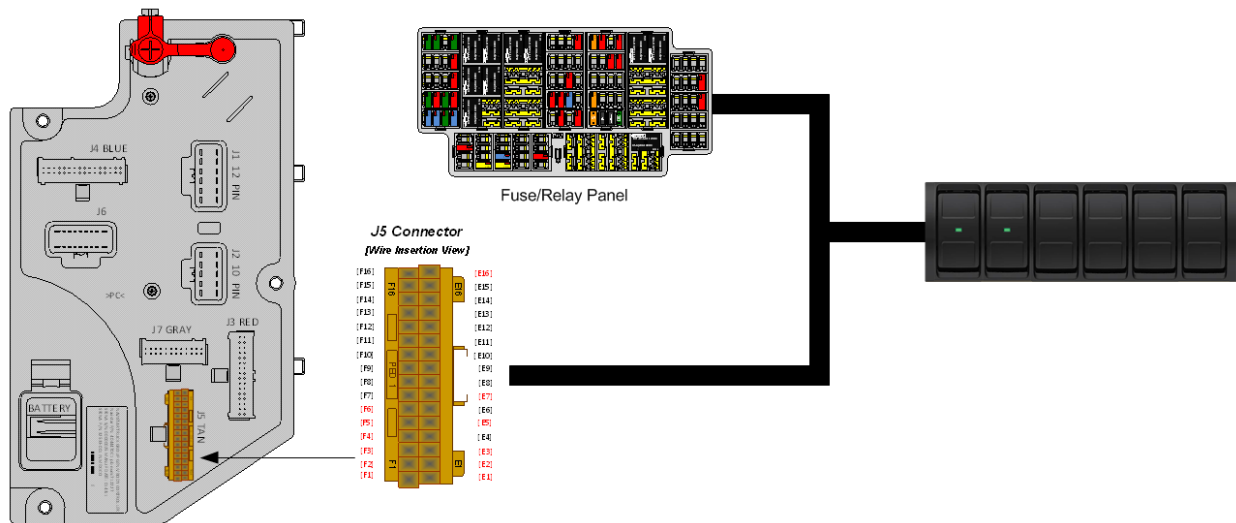 J4 BLUE
J1 12 PIN
J6
J2 10 PIN
>PC<
J7 GRAY
J3 RED
J5 TAN
BATTERY
Fuse/Relay Panel
J5 Connector
[Wire Insertion View]
[F16]
[F15]
[F14]
[F13]
[F12]
[F11]
[F10]
[F9]
[F8]
[F7]
[F6]
[F5]
[F4]
[F3]
[F2]
[F1]
F16
E16
F1
E1
[E16]
[E15]
[E14]
[E13]
[E12]
[E11]
[E10]
[E9]
[E8]
[E7]
[E6]
[E5]
[E4]
[E3]
[E2]
[E1]